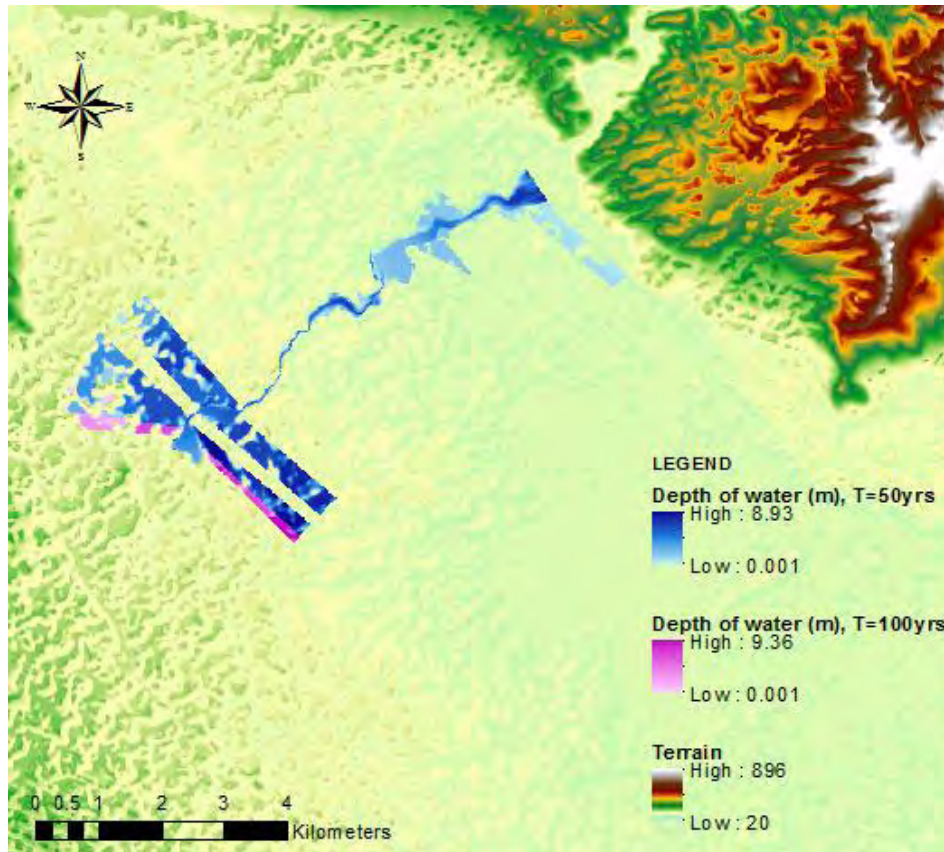 N
W E
S
LEGEND
Depth of water (m), T=50yrs
High : 8.93
Low : 0.001
Depth of water (m), T=100yrs
High : 9.36
Low : 0.001
Terrain
High : 896
Low : 20
0 0.5 1 2 3 4
Kilometers